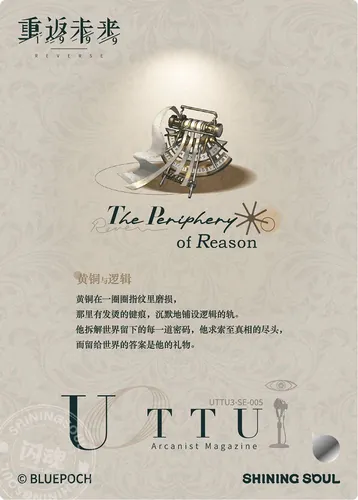 重返未来
REVERSE
The Periphery
of Reason
黄铜与逻辑
黄铜在一圈圈指纹里磨损，
那里有发烫的键痕，沉默地铺设逻辑的轨。
他拆解世界留下的每一道密码，他求索至真相的尽头，
而留给世界的答案是他的礼物。
UTTU3-SE-005
UTTU
Arcanist Magazine
SHINING SOUL
闪魂
© BLUEPOCH
SHINING SOUL